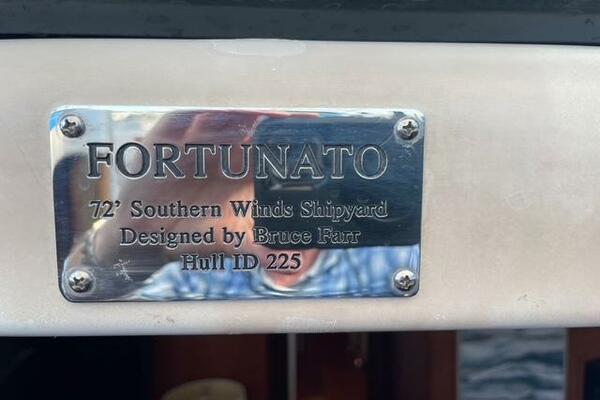 FORTUNATO
72' Southern Winds Shipyard
Designed by Bruce Farr
Hull ID 225